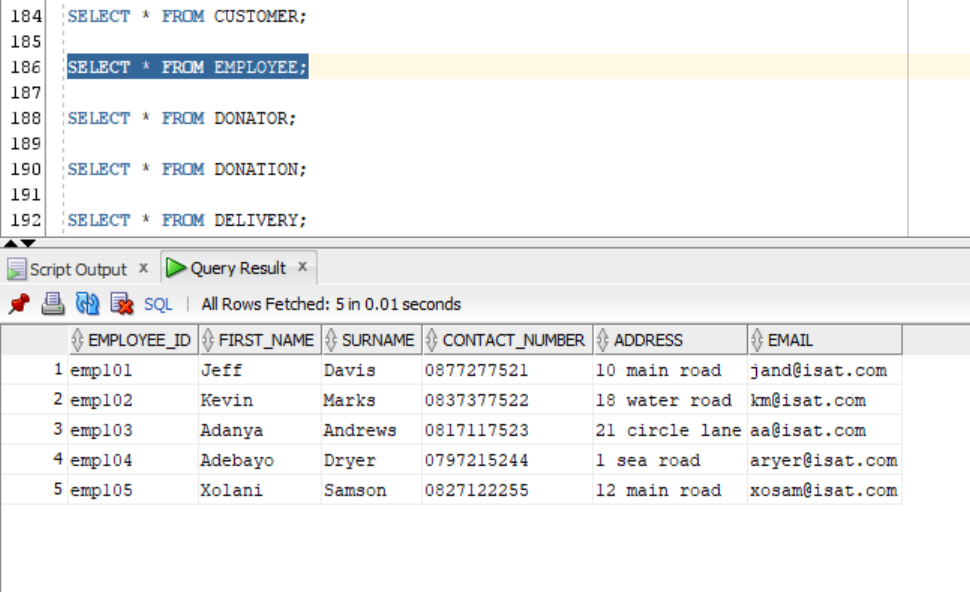 184 SELECT * FROM CUSTOMER;
185
186 SELECT * FROM EMPLOYEE;
187
188 SELECT * FROM DONATOR;
189
190 SELECT * FROM DONATION;
191
192 SELECT * FROM DELIVERY;
Script Output x Query Result x
SQL | All Rows Fetched: 5 in 0.01 seconds
EMPLOYEE_ID FIRST_NAME SURNAME CONTACT_NUMBER ADDRESS EMAIL
1 emp101 Jeff Davis 0877277521 10 main road jand@isat.com
2 emp102 Kevin Marks 0837377522 18 water road km@isat.com
3 emp103 Adanya Andrews 0817117523 21 circle lane aa@isat.com
4 emp104 Adebayo Dryer 0797215244 1 sea road aryer@isat.com
5 emp105 Xolani Samson 0827122255 12 main road xosam@isat.com